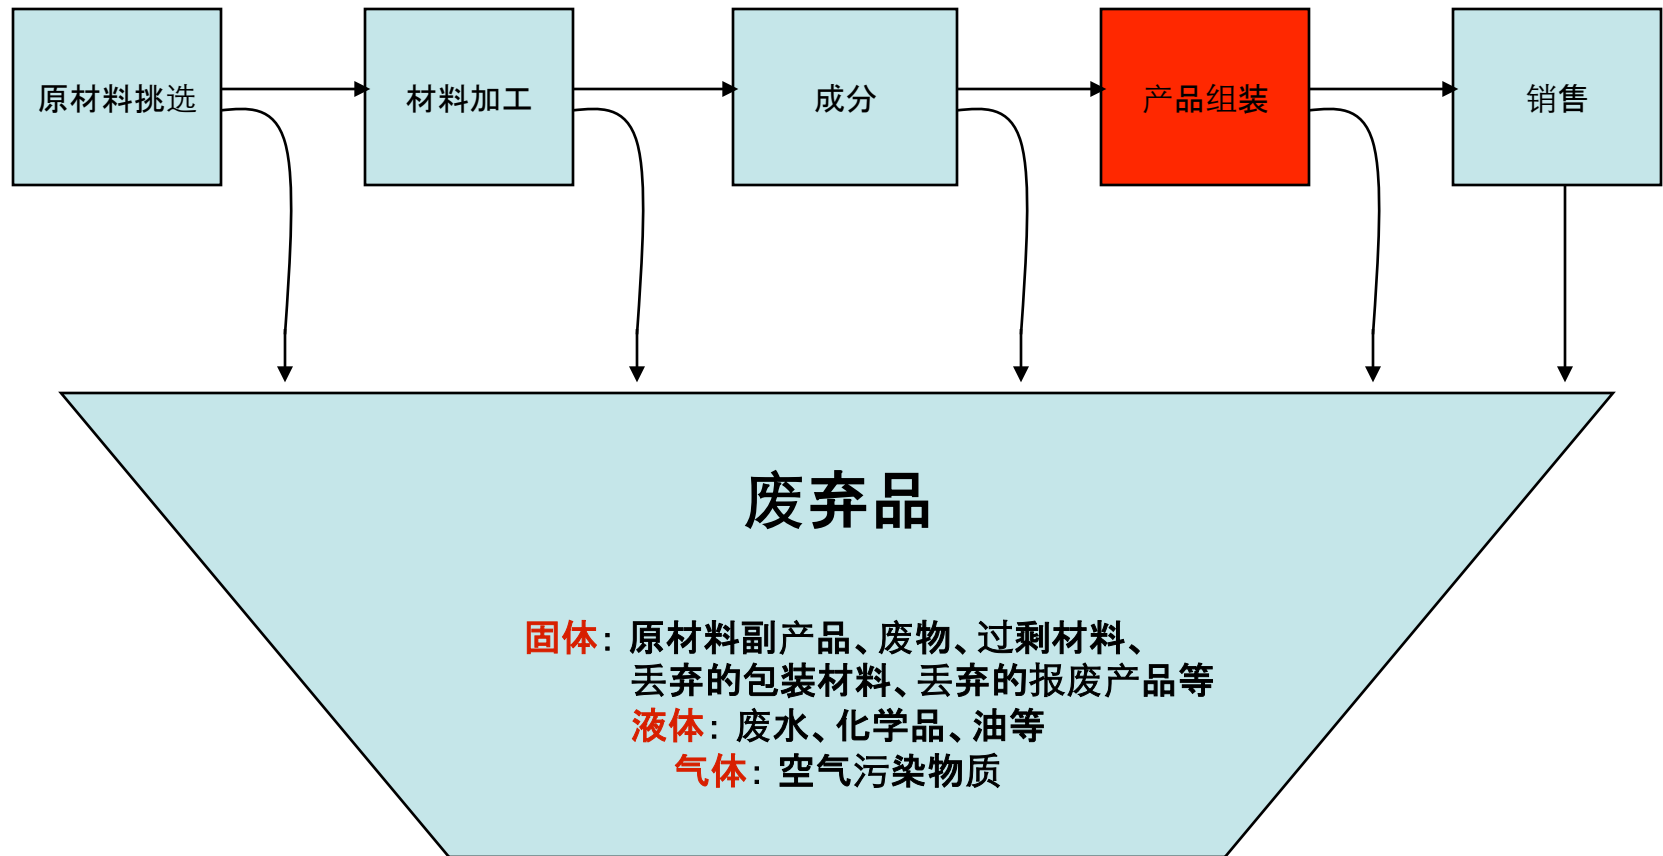 原材料挑选
材料加工
成分
产品组装
销售
废弃品
固体：原材料副产品、废物、过剩材料、
丢弃的包装材料、丢弃的报废产品等
液体：废水、化学品、油等
气体：空气污染物质